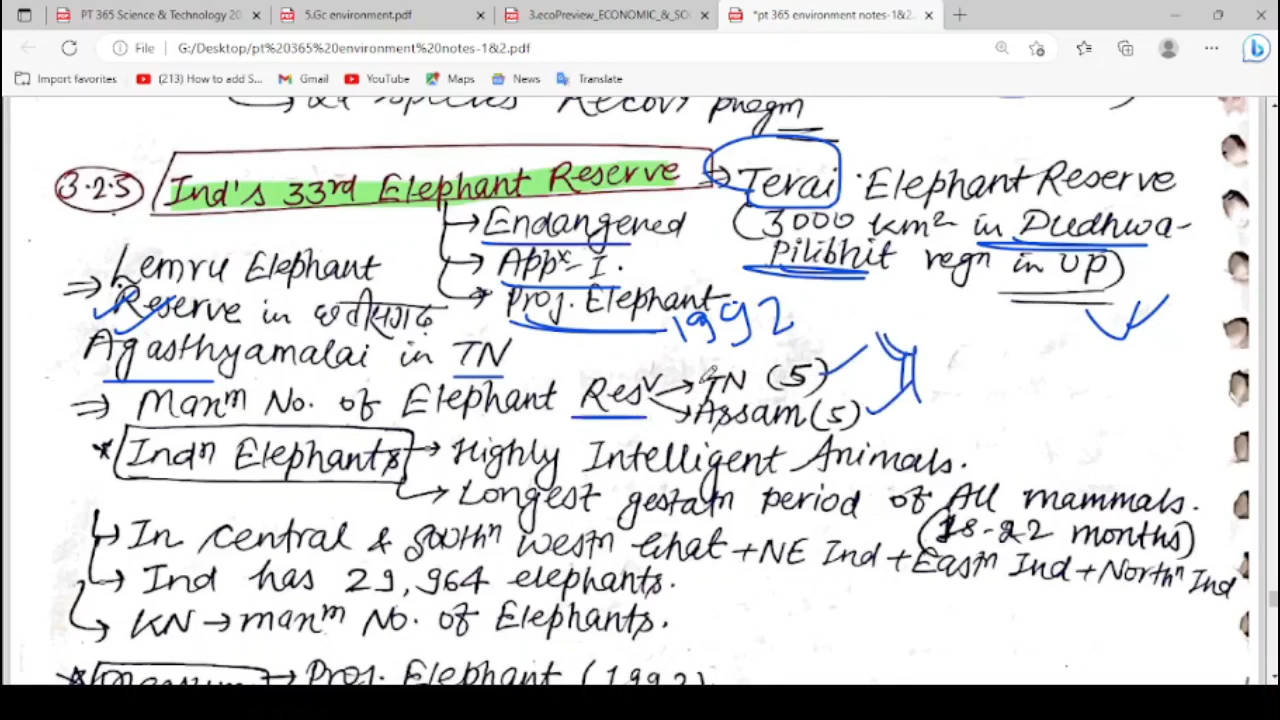 PT 365 Science & Technology 20
5.Gc environment.pdf
3.ecoPreview_ECONOMIC_&_SO
*pt 365 environment notes-1&2.
File G:/Desktop/pt%20365%20environment%20notes-1&2.pdf
Import favorites (213) How to add S... Gmail YouTube Maps News Translate
species Recov
3.2.5 Ind's 33rd Elephant Reserve → Terai Elephant Reserve
→ Endangered (3000 km² in Dudhwa-
⇒ Lemru Elephant → Appˣ-I. Pilibhit regn in UP)
Reserve in छत्तीसगढ़ → Proj. Elephant 1992
Agasthyamalai in TN
⇒ Maxᵐ No. of Elephant Resᵛ → TN (5)
→ Assam (5)
* Indⁿ Elephants → Highly Intelligent Animals.
→ Longest gestatn period of All mammals.
(18-22 months)
→ In central & southⁿ westⁿ Ghat + NE Ind + Eastⁿ Ind + Northⁿ Ind
→ Ind has 29,964 elephants.
→ KN → maxᵐ No. of Elephants.
→ Proj. Elephant (1992)